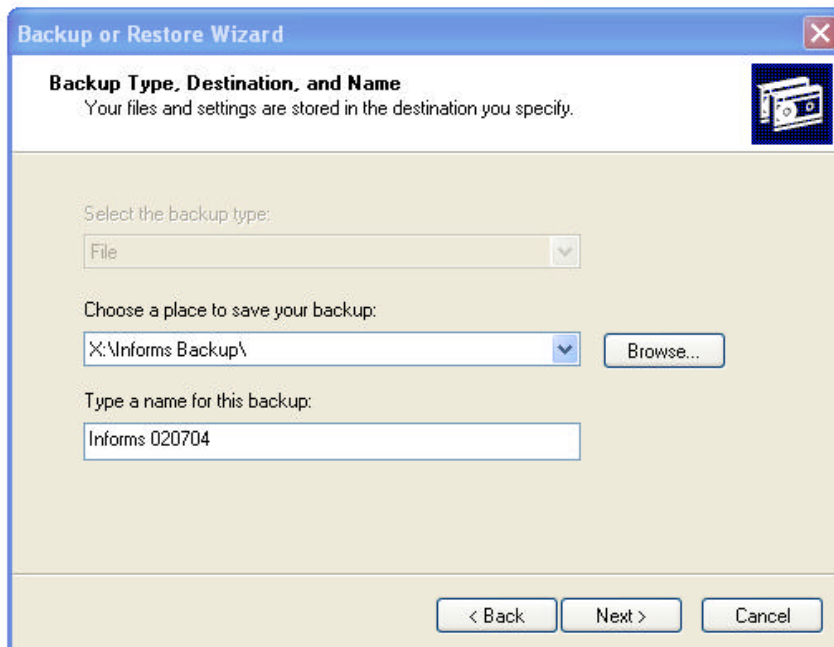 Backup or Restore Wizard
Backup Type, Destination, and Name
Your files and settings are stored in the destination you specify.
Select the backup type:
File
Choose a place to save your backup:
X:\Informs Backup\
Browse...
Type a name for this backup:
Informs 020704
< Back
Next >
Cancel